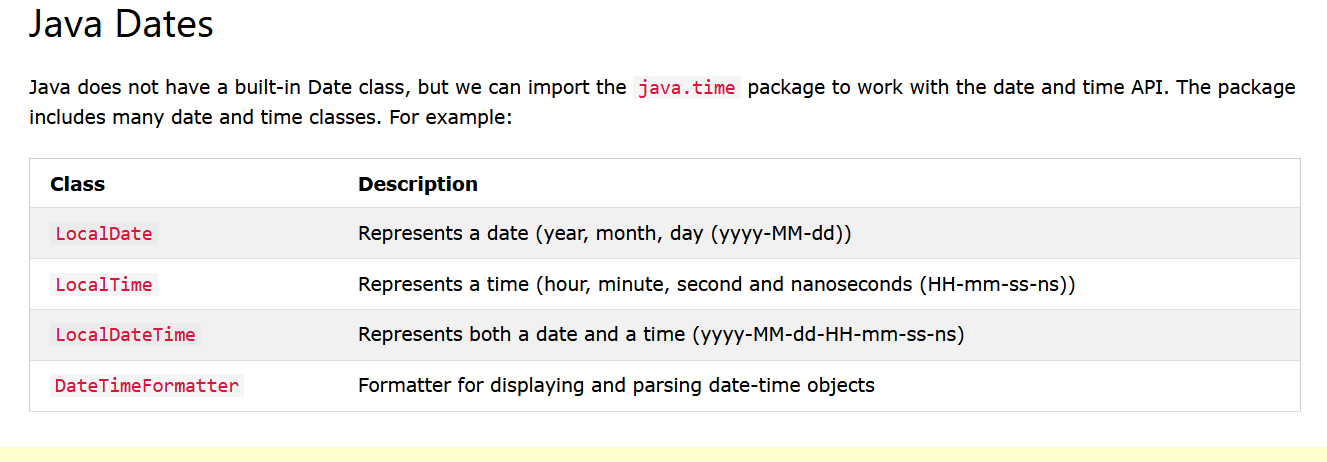 Java Dates
Java does not have a built-in Date class, but we can import the java.time package to work with the date and time API. The package
includes many date and time classes. For example:
Class Description
LocalDate Represents a date (year, month, day (yyyy-MM-dd))
LocalTime Represents a time (hour, minute, second and nanoseconds (HH-mm-ss-ns))
LocalDateTime Represents both a date and a time (yyyy-MM-dd-HH-mm-ss-ns)
DateTimeFormatter Formatter for displaying and parsing date-time objects